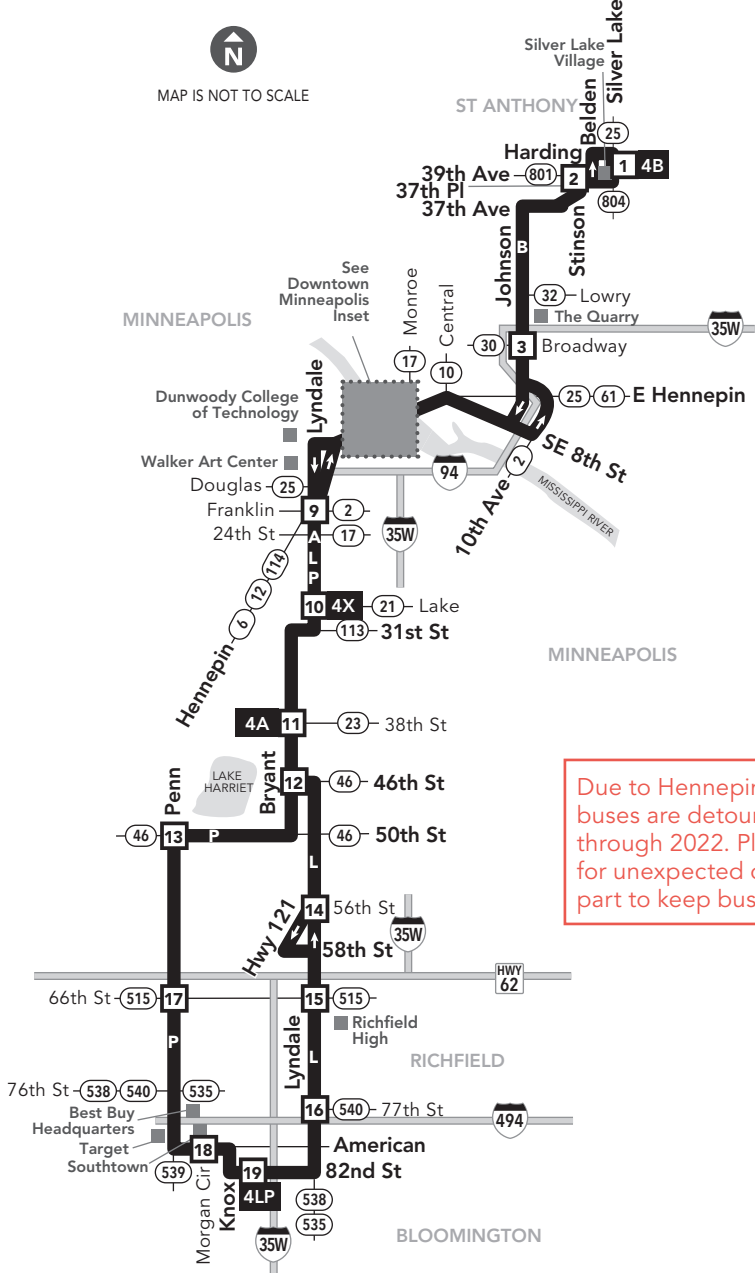 N
MAP IS NOT TO SCALE
Silver Lake
Village
Silver Lake
ST ANTHONY
Belden
25
Harding
1 4B
39th Ave 801
2
37th Pl
804
37th Ave
Stinson
Johnson
B
See
Downtown
Minneapolis
Inset
Monroe
Central
32 Lowry
The Quarry
MINNEAPOLIS
35W
30 3 Broadway
17
10
Dunwoody College
of Technology
Lyndale
25 61 E Hennepin
SE 8th St
Walker Art Center
Douglas 25
94
2
10th Ave
MISSISSIPPI RIVER
Franklin 9 2
24th St A 17
35W
L
P
114
12
6
Hennepin
10 4X 21 Lake
113 31st St
MINNEAPOLIS
4A 11 23 38th St
Bryant
LAKE
HARRIET
12 46 46th St
Penn
46 13 P 46 50th St
Due to Hennepin
buses are detour
through 2022. Pl
for unexpected
part to keep bus
L
14 56th St
Hwy 121
35W
58th St
HWY
62
66th St 515 17 15 515
Richfield
High
P
Lyndale
L
RICHFIELD
76th St 538 540 535
16 540 77th St
Best Buy
Headquarters
494
Target
Southtown
18
American
539
Morgan Cir
Knox
19 82nd St
4LP
538
535
35W
BLOOMINGTON